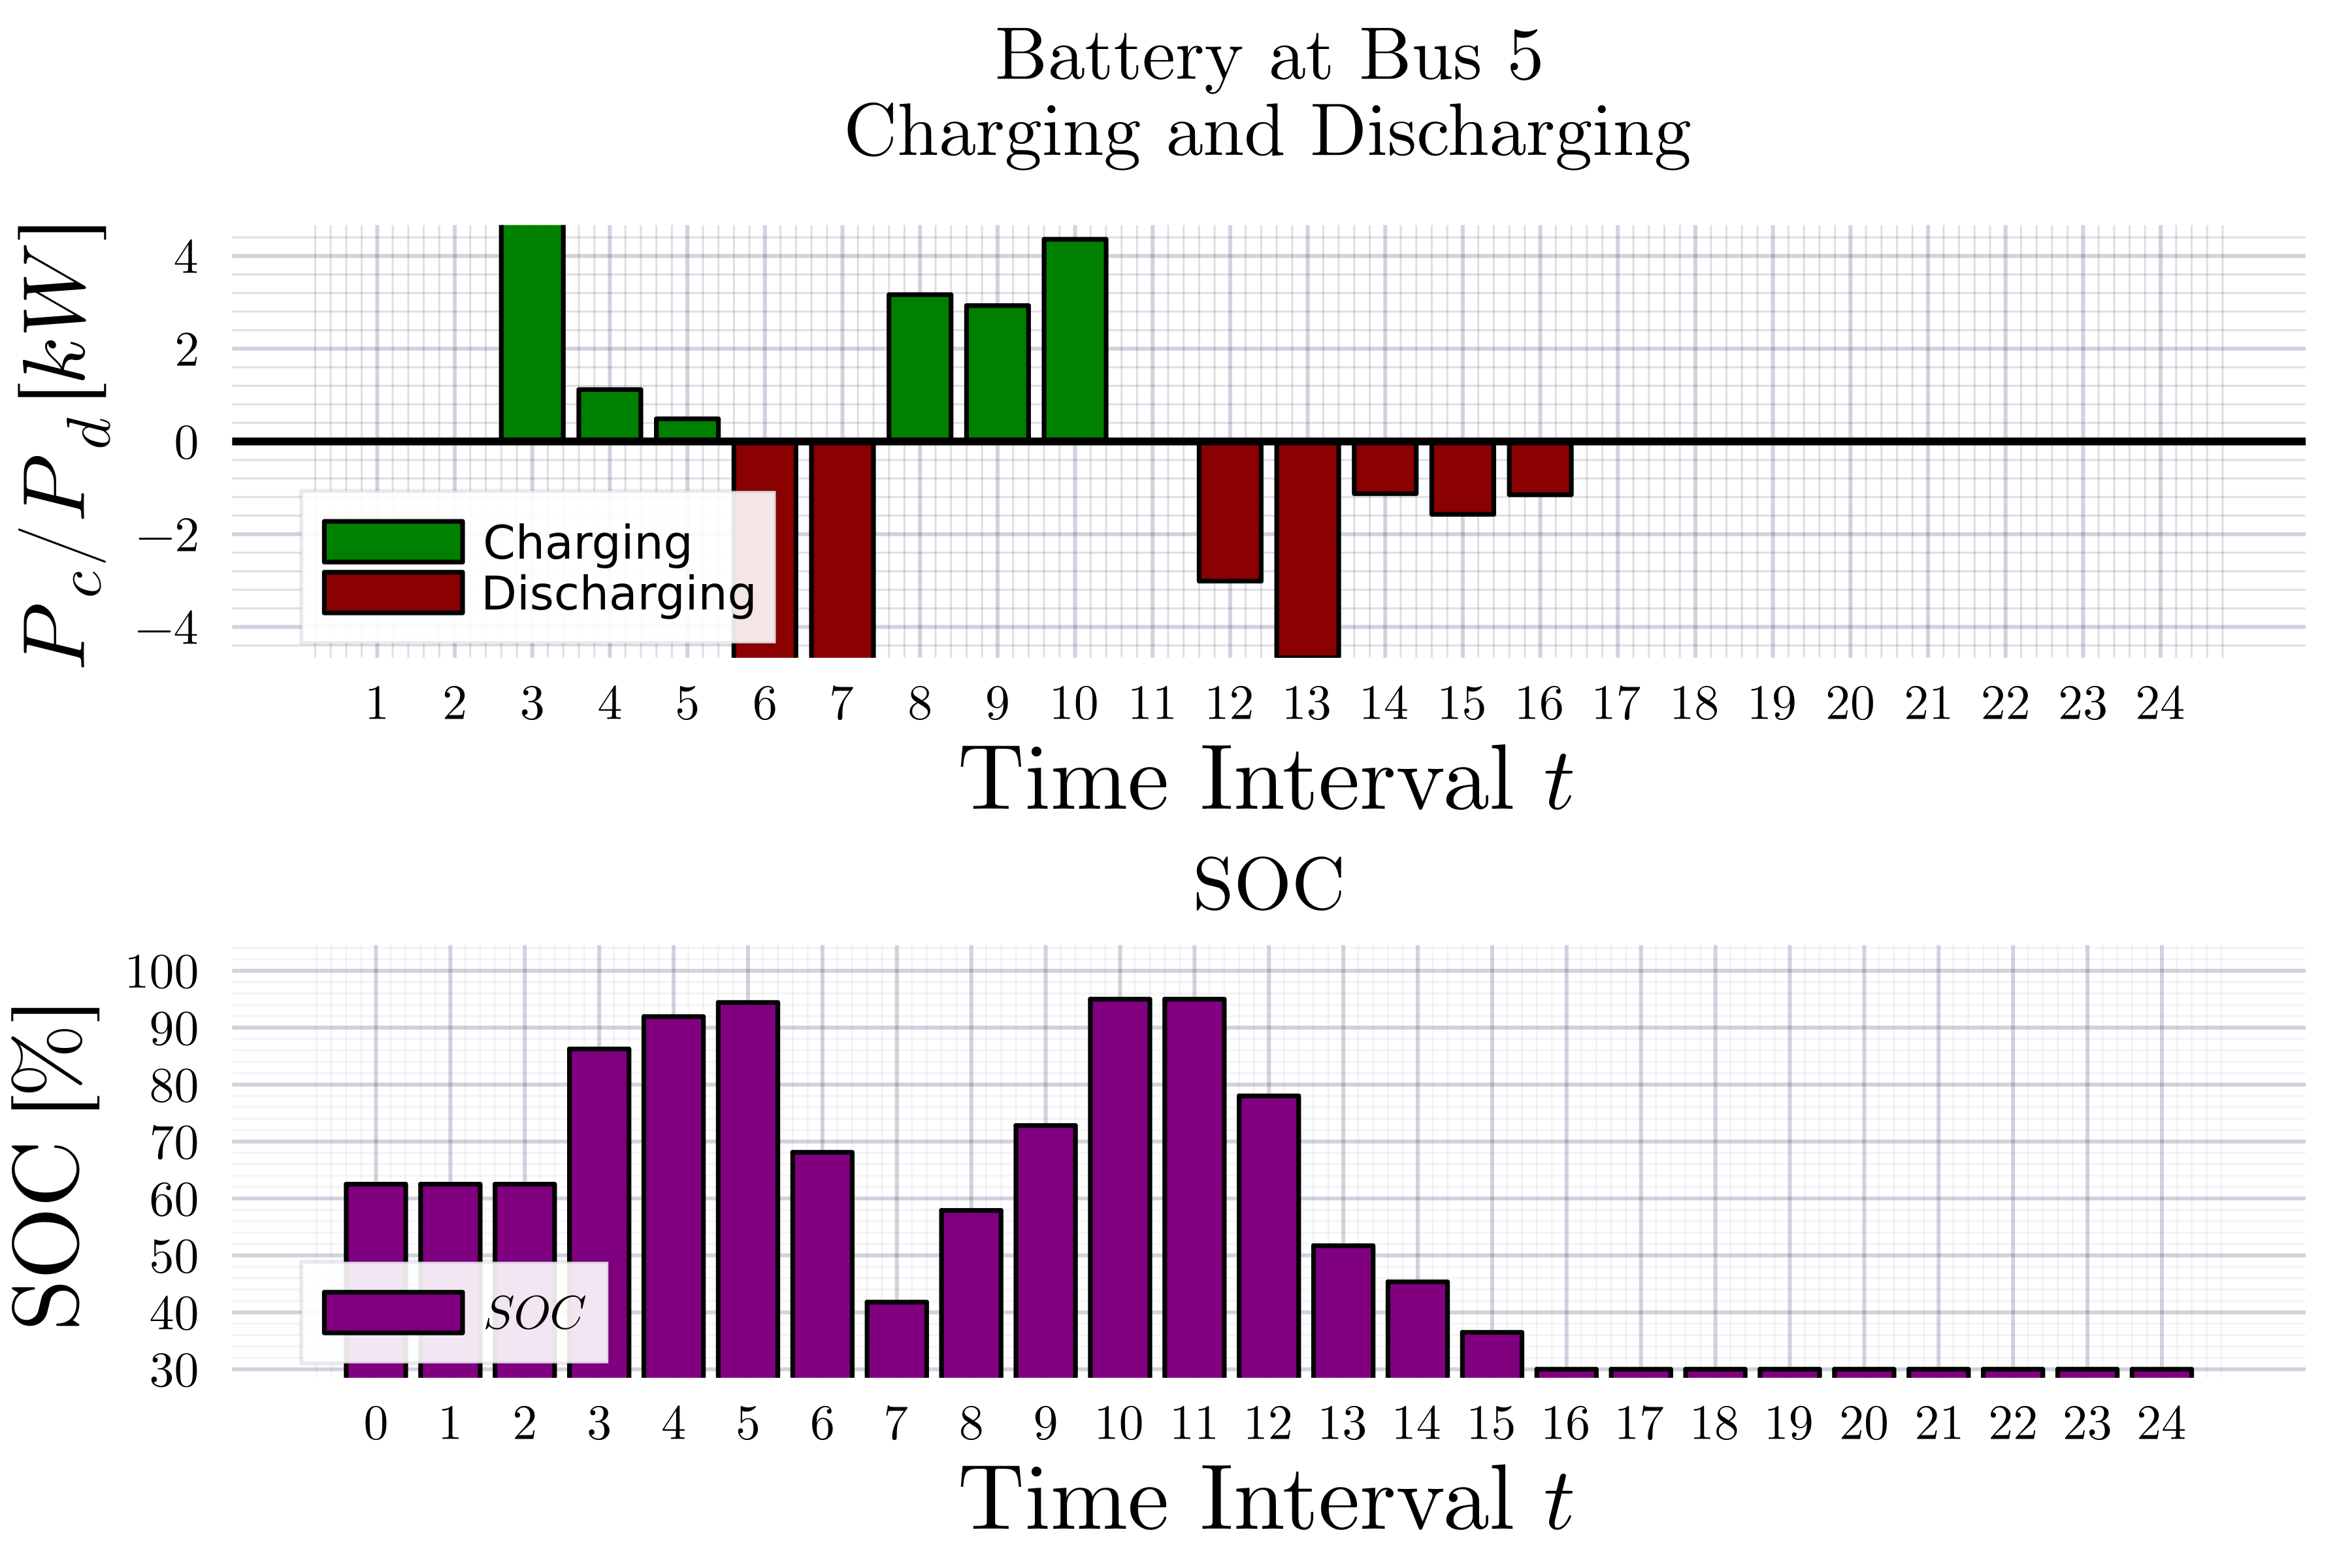 Battery at Bus 5
Charging and Discharging
P_c/P_d [kW]
4
2
0
−2
−4
Charging
Discharging
1 2 3 4 5 6 7 8 9 10 11 12 13 14 15 16 17 18 19 20 21 22 23 24
Time Interval t
SOC
SOC [%]
100
90
80
70
60
50
40
30
SOC
0 1 2 3 4 5 6 7 8 9 10 11 12 13 14 15 16 17 18 19 20 21 22 23 24
Time Interval t